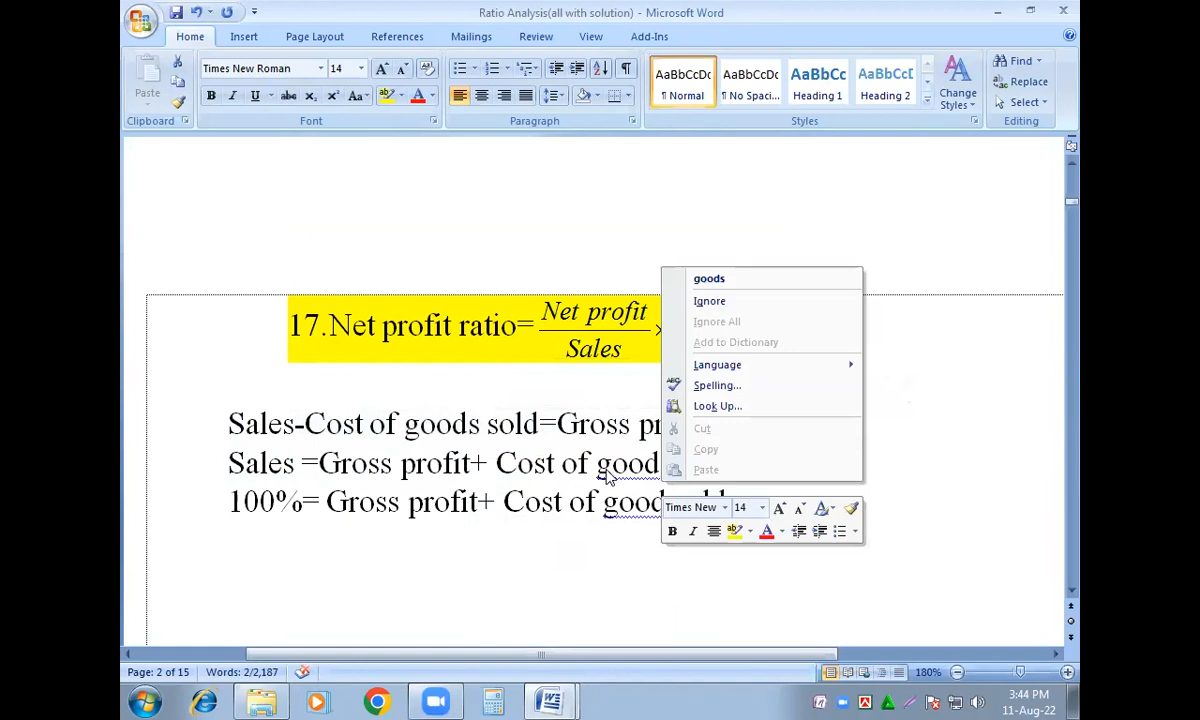 Ratio Analysis(all with solution) - Microsoft Word
Home Insert Page Layout References Mailings Review View Add-Ins
Times New Roman 14
Paste
Clipboard Font Paragraph
AaBbCcDc AaBbCcDc AaBbCc AaBbCcI
¶ Normal ¶ No Spaci... Heading 1 Heading 2
Change Styles
Styles
Find
Replace
Select
Editing
17.Net profit ratio=
Net profit
Sales
Sales-Cost of goods sold=Gross
Sales =Gross profit+ Cost of good
100%= Gross profit+ Cost of
goods
Ignore
Ignore All
Add to Dictionary
Language
Spelling...
Look Up...
Cut
Copy
Paste
Times New 14
Page: 2 of 15 Words: 2/2,187 180%
3:44 PM
11-Aug-22